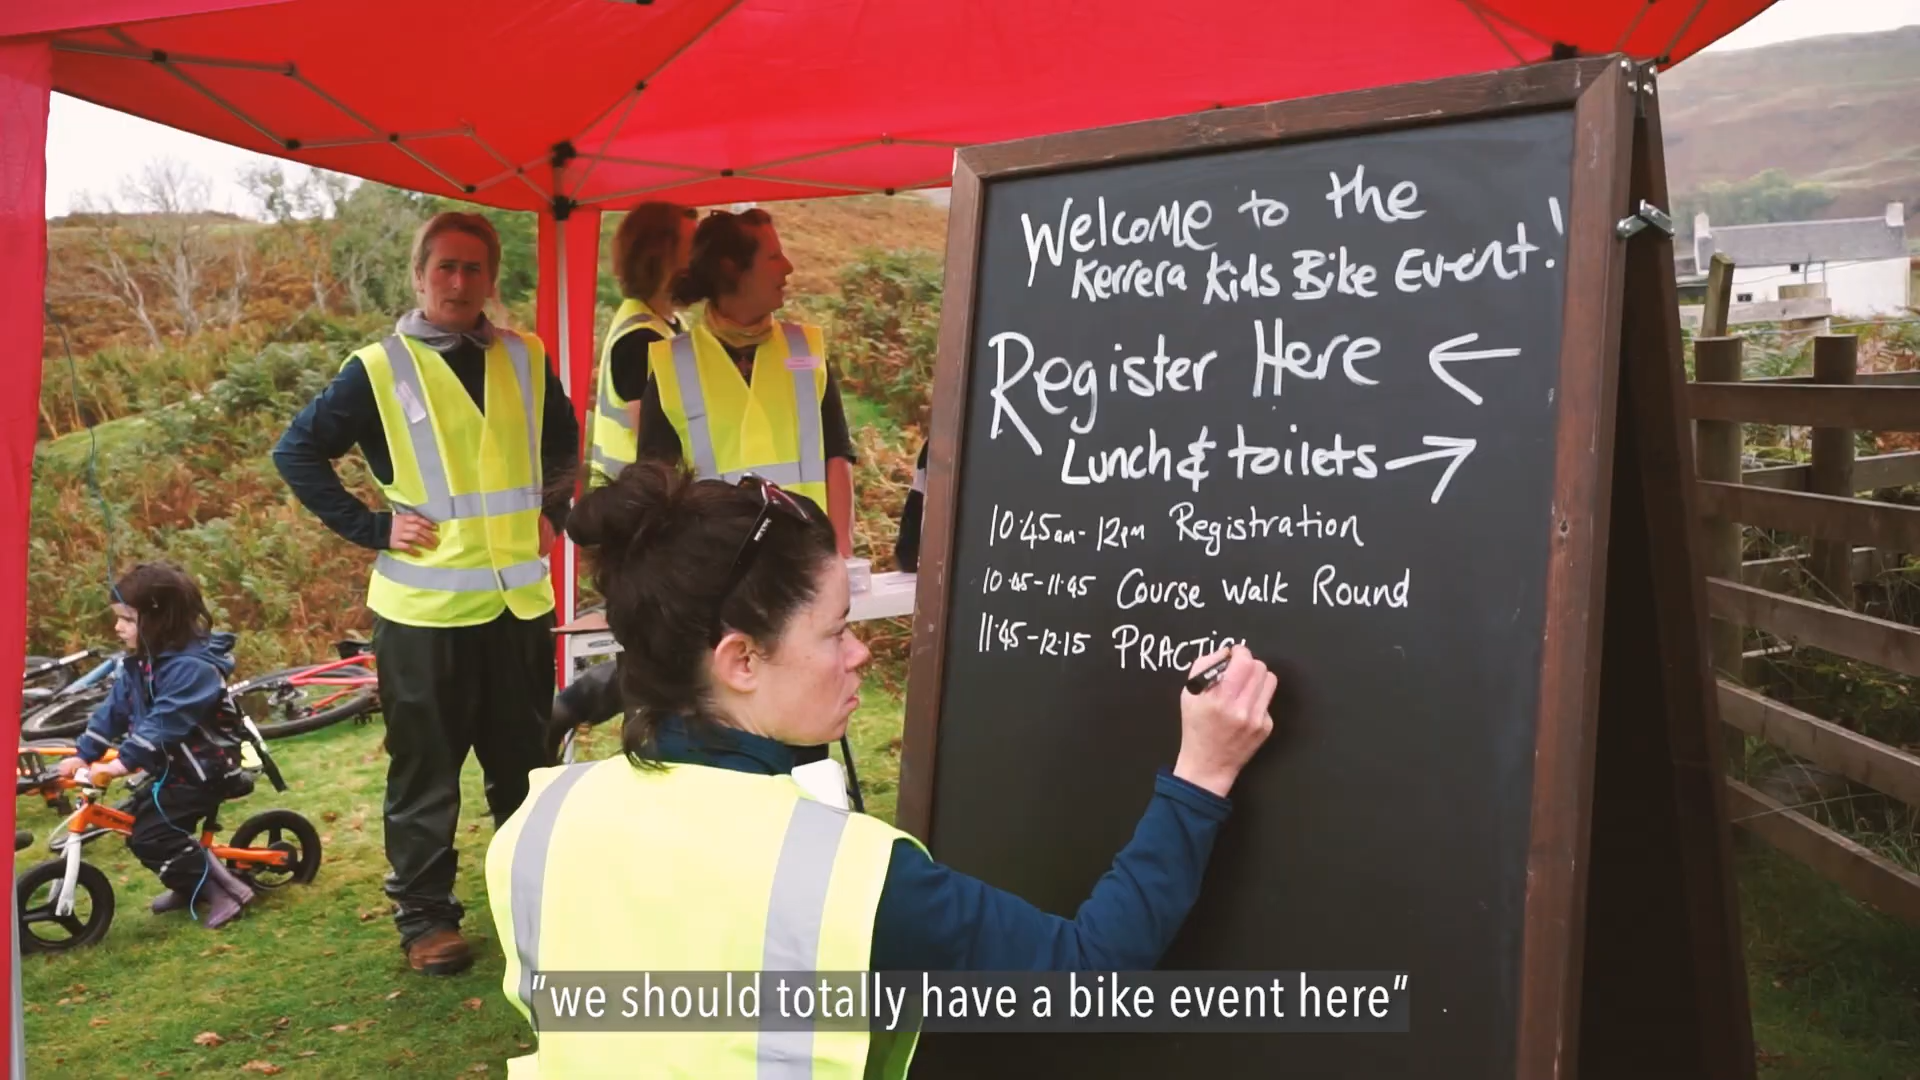 Welcome to the
Kerrera Kids Bike Event!
Register Here ←
Lunch & toilets →
10:45am - 12pm Registration
10:45 - 11:45 Course Walk Round
11:45 - 12:15 PRACTIC
"we should totally have a bike event here"